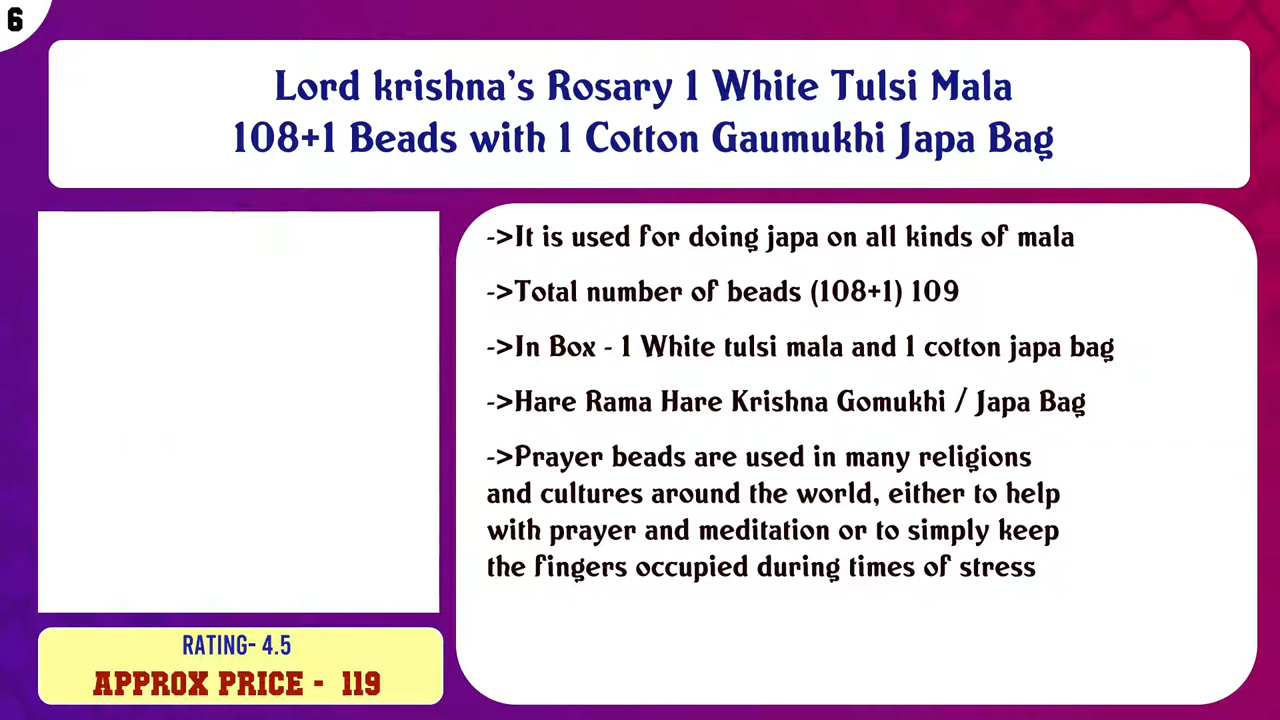 6
Lord krishna's Rosary 1 White Tulsi Mala
108+1 Beads with 1 Cotton Gaumukhi Japa Bag
->It is used for doing japa on all kinds of mala
->Total number of beads (108+1) 109
->In Box - 1 White tulsi mala and 1 cotton japa bag
->Hare Rama Hare Krishna Gomukhi / Japa Bag
->Prayer beads are used in many religions
and cultures around the world, either to help
with prayer and meditation or to simply keep
the fingers occupied during times of stress
RATING- 4.5
APPROX PRICE - 119